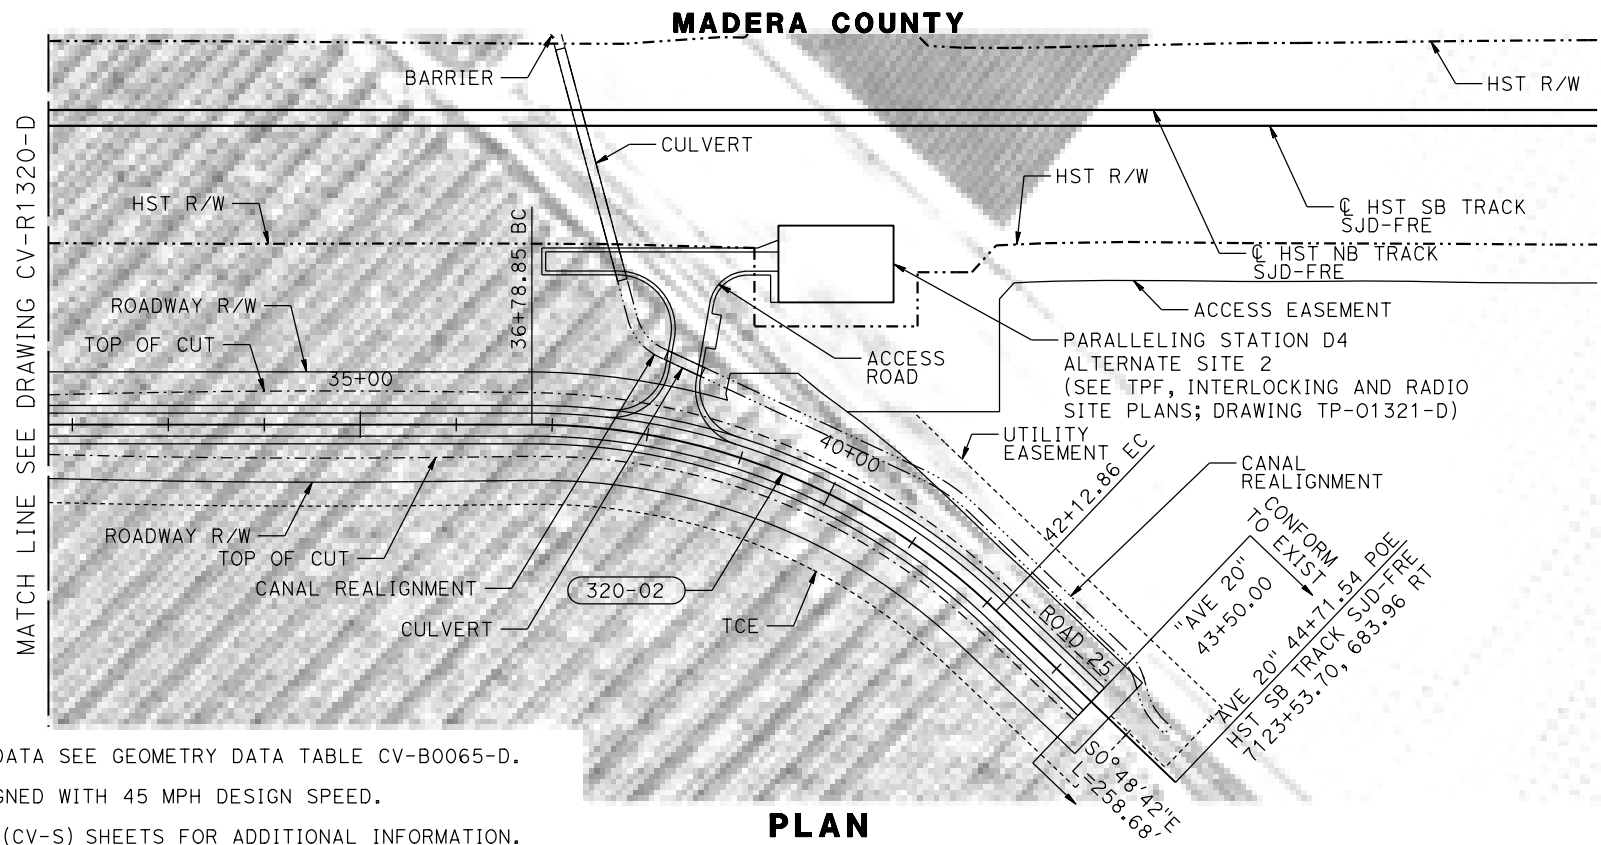 MADERA COUNTY
BARRIER
HST R/W
CULVERT
HST R/W
HST R/W
℄ HST SB TRACK
SJD-FRE
℄ HST NB TRACK
SJD-FRE
MATCH LINE SEE DRAWING CV-R1320-D
36+78.85 BC
ROADWAY R/W
TOP OF CUT
35+00
ACCESS EASEMENT
ACCESS
ROAD
PARALLELING STATION D4
ALTERNATE SITE 2
(SEE TPF, INTERLOCKING AND RADIO
SITE PLANS; DRAWING TP-01321-D)
UTILITY
EASEMENT
40+00
42+12.86 EC
CANAL
REALIGNMENT
CONFORM
TO EXIST
ROADWAY R/W
TOP OF CUT
CANAL REALIGNMENT
320-02
CULVERT
TCE
ROAD 25
"AVE 20"
43+50.00
"AVE 20" 44+71.54 POE
HST SB TRACK SJD-FRE
7123+53.70, 683.96 RT
S0°48'42"E
L=258.68'
DATA SEE GEOMETRY DATA TABLE CV-B0065-D.
GNED WITH 45 MPH DESIGN SPEED.
(CV-S) SHEETS FOR ADDITIONAL INFORMATION.
PLAN